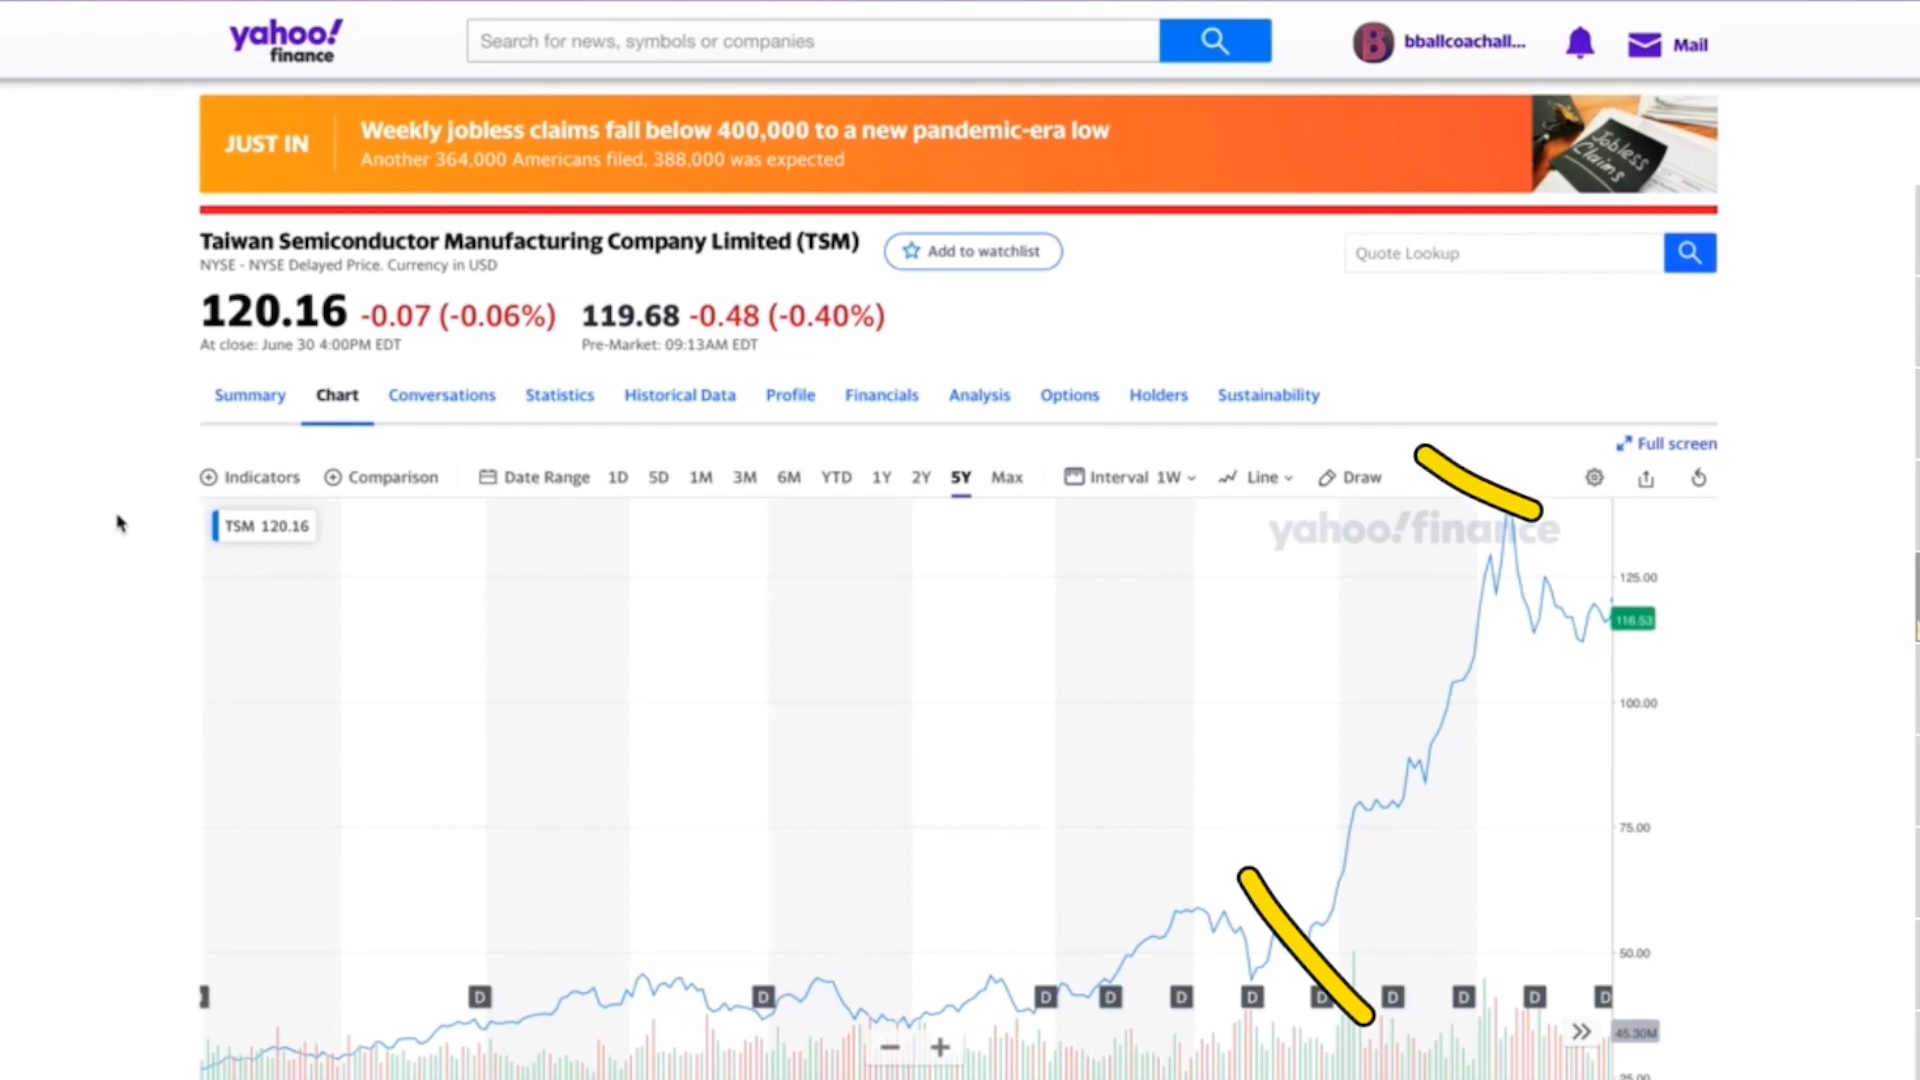 yahoo!
finance
Search for news, symbols or companies
B
bballcoachall...
Mail
JUST IN
Weekly jobless claims fall below 400,000 to a new pandemic-era low
Another 364,000 Americans filed, 388,000 was expected
Jobless
Claims
Taiwan Semiconductor Manufacturing Company Limited (TSM)
Add to watchlist
Quote Lookup
NYSE - NYSE Delayed Price. Currency in USD
120.16 -0.07 (-0.06%) 119.68 -0.48 (-0.40%)
At close: June 30 4:00PM EDT Pre-Market: 09:13AM EDT
Summary Chart Conversations Statistics Historical Data Profile Financials Analysis Options Holders Sustainability
Full screen
Indicators Comparison Date Range 1D 5D 1M 3M 6M YTD 1Y 2Y 5Y Max Interval 1W Line Draw
TSM 120.16
yahoo!finance
125.00
116.53
100.00
75.00
50.00
D D D D D D D D D D D
45.30M
25.00